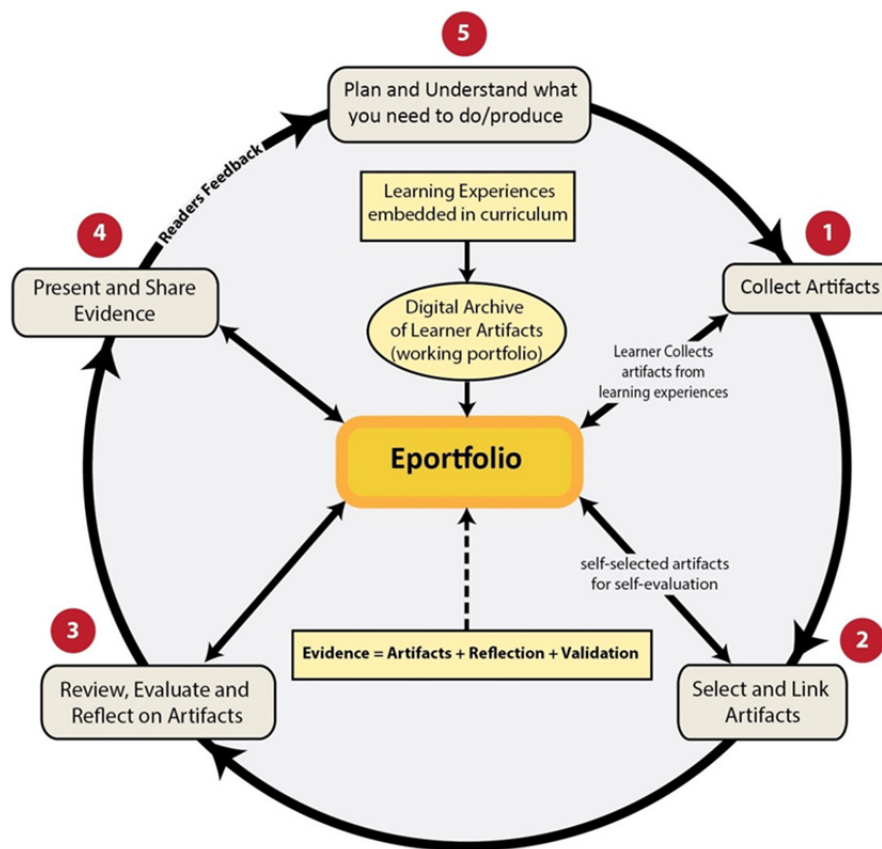 5
Plan and Understand what
you need to do/produce
Readers Feedback
Learning Experiences
embedded in curriculum
4
1
Present and Share
Evidence
Collect Artifacts
Digital Archive
of Learner Artifacts
(working portfolio)
Learner Collects
artifacts from
learning experiences
Eportfolio
self-selected artifacts
for self-evaluation
3
2
Evidence = Artifacts + Reflection + Validation
Review, Evaluate and
Reflect on Artifacts
Select and Link
Artifacts